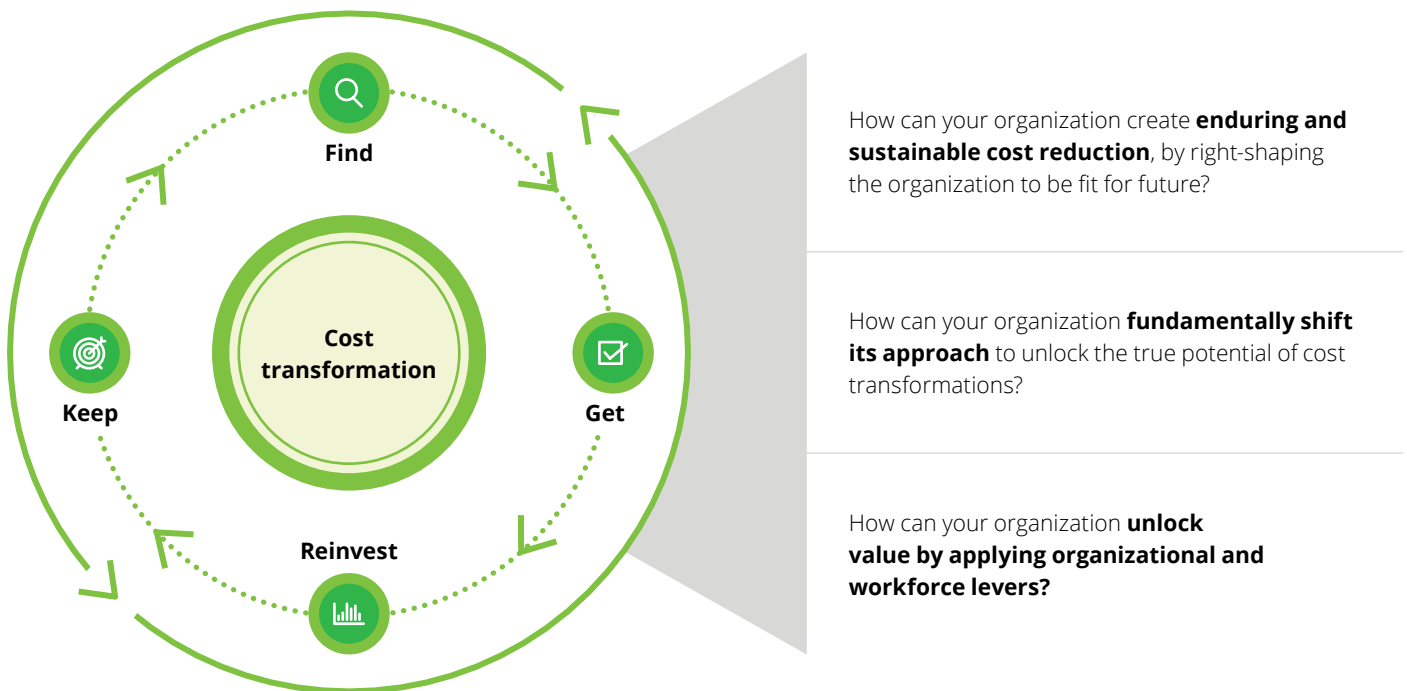 Find
Cost
transformation
Keep
Get
Reinvest
How can your organization create enduring and
sustainable cost reduction, by right-shaping
the organization to be fit for future?
How can your organization fundamentally shift
its approach to unlock the true potential of cost
transformations?
How can your organization unlock
value by applying organizational and
workforce levers?